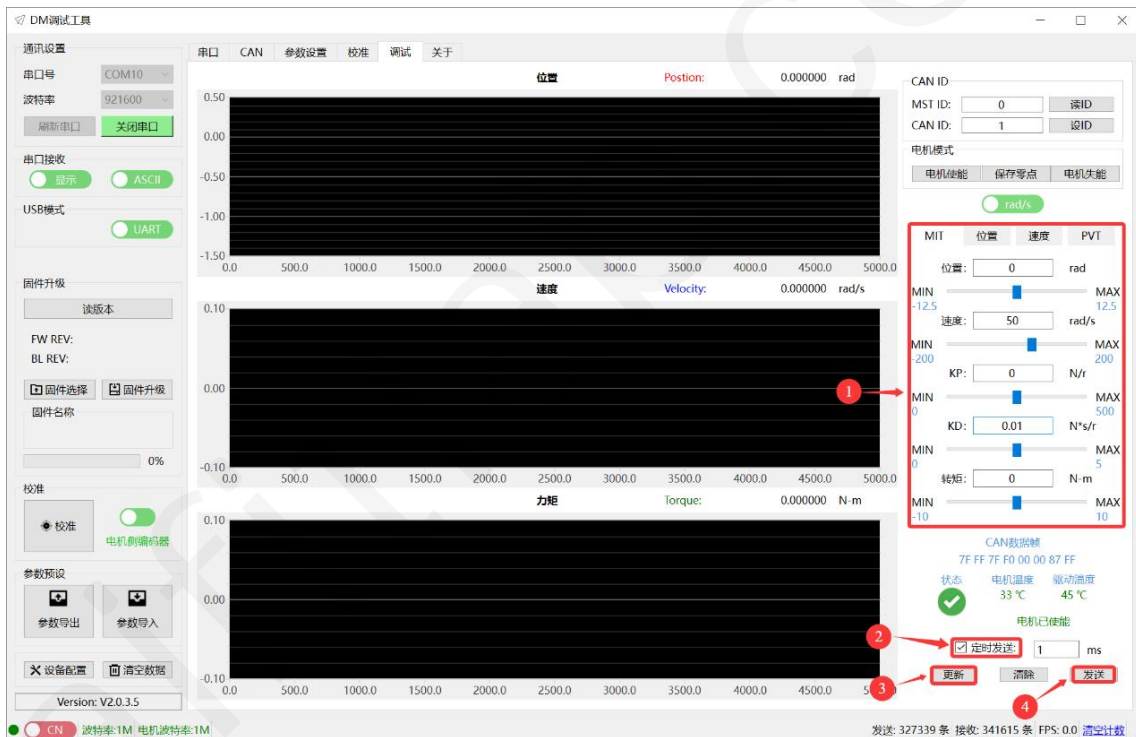 DM调试工具
通讯设置
串口号 COM10
波特率 921600
刷新串口 关闭串口
串口接收
显示 ASCII
USB模式
UART
固件升级
读版本
FW REV:
BL REV:
固件选择 固件升级
固件名称
0%
校准
校准
电机侧编码器
参数预设
参数导出 参数导入
设备配置 清空数据
Version: V2.0.3.5
串口 CAN 参数设置 校准 调试 关于
位置 Postion: 0.000000 rad
0.50
0.00
-0.50
-1.00
-1.50
0.0 500.0 1000.0 1500.0 2000.0 2500.0 3000.0 3500.0 4000.0 4500.0 5000.0
速度 Velocity: 0.000000 rad/s
0.10
0.00
-0.10
0.0 500.0 1000.0 1500.0 2000.0 2500.0 3000.0 3500.0 4000.0 4500.0 5000.0
力矩 Torque: 0.000000 N-m
0.10
0.00
-0.10
0.0 500.0 1000.0 1500.0 2000.0 2500.0 3000.0 3500.0 4000.0 4500.0
CAN ID
MST ID: 0 读ID
CAN ID: 1 设ID
电机模式
电机使能 保存零点 电机失能
rad/s
MIT 位置 速度 PVT
位置: 0 rad
MIN MAX
-12.5 12.5
速度: 50 rad/s
MIN MAX
-200 200
KP: 0 N/r
MIN MAX
0 500
KD: 0.01 N*s/r
MIN MAX
0 5
转矩: 0 N-m
MIN MAX
-10 10
1
CAN数据帧
7F FF 7F F0 00 00 87 FF
状态 电机温度 驱动温度
33 ℃ 45 ℃
电机已使能
2
定时发送: 1 ms
更新 清除 发送
3
4
CN 波特率:1M 电机波特率:1M
发送: 327339 条 接收: 341615 条 FPS: 0.0 清空计数